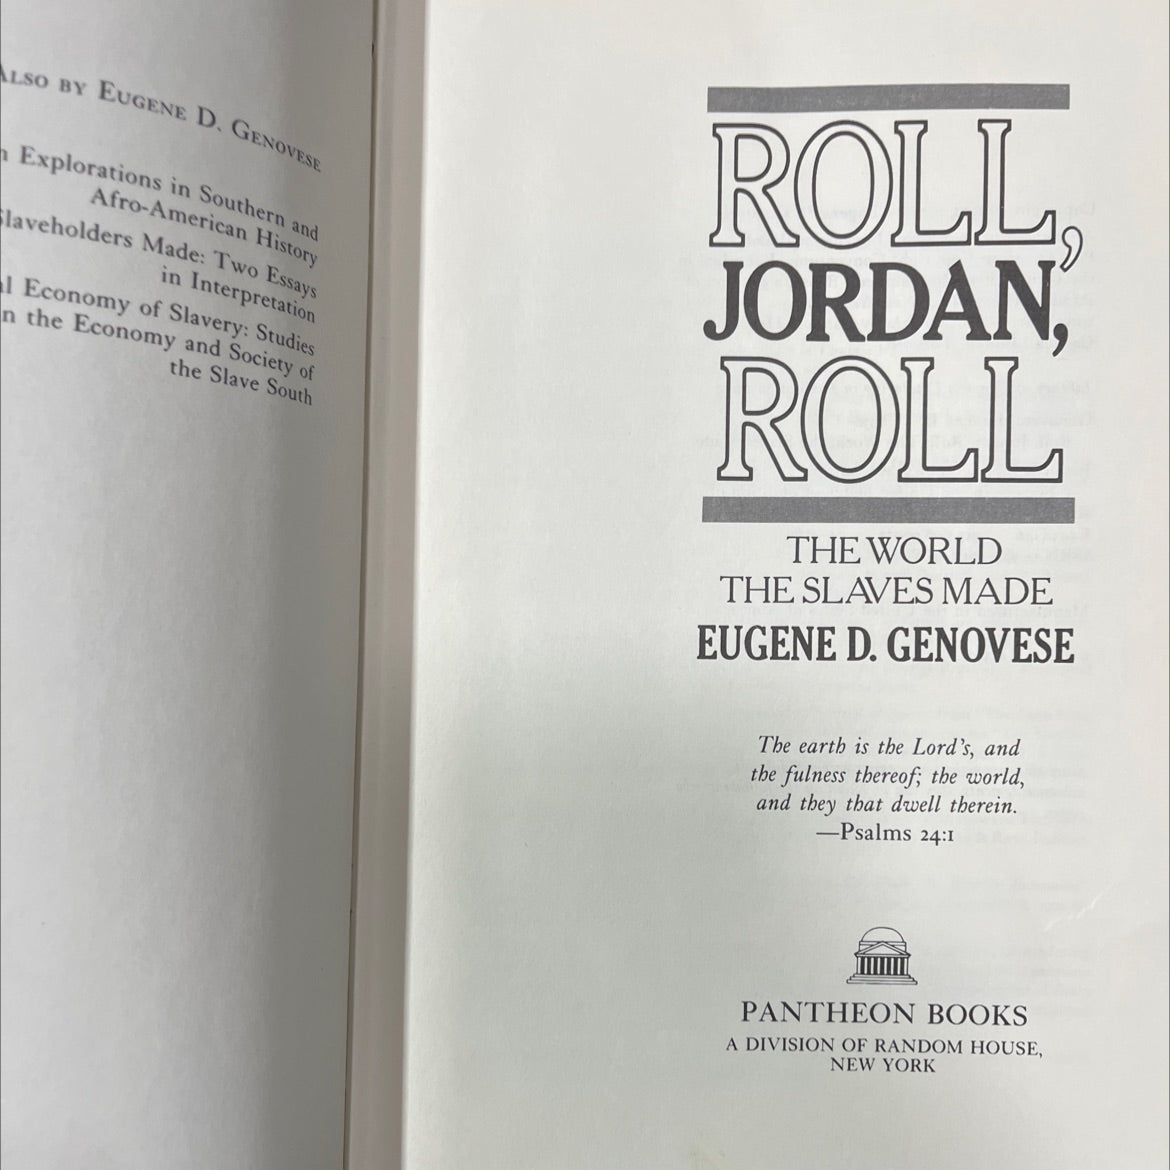 ALSO BY EUGENE D. GENOVESE
Explorations in Southern and
Afro-American History
Slaveholders Made: Two Essays
in Interpretation
Economy of Slavery: Studies
n the Economy and Society of
the Slave South
ROLL,
JORDAN,
ROLL
THE WORLD
THE SLAVES MADE
EUGENE D. GENOVESE
The earth is the Lord's, and
the fulness thereof; the world,
and they that dwell therein.
—Psalms 24:1
PANTHEON BOOKS
A DIVISION OF RANDOM HOUSE,
NEW YORK